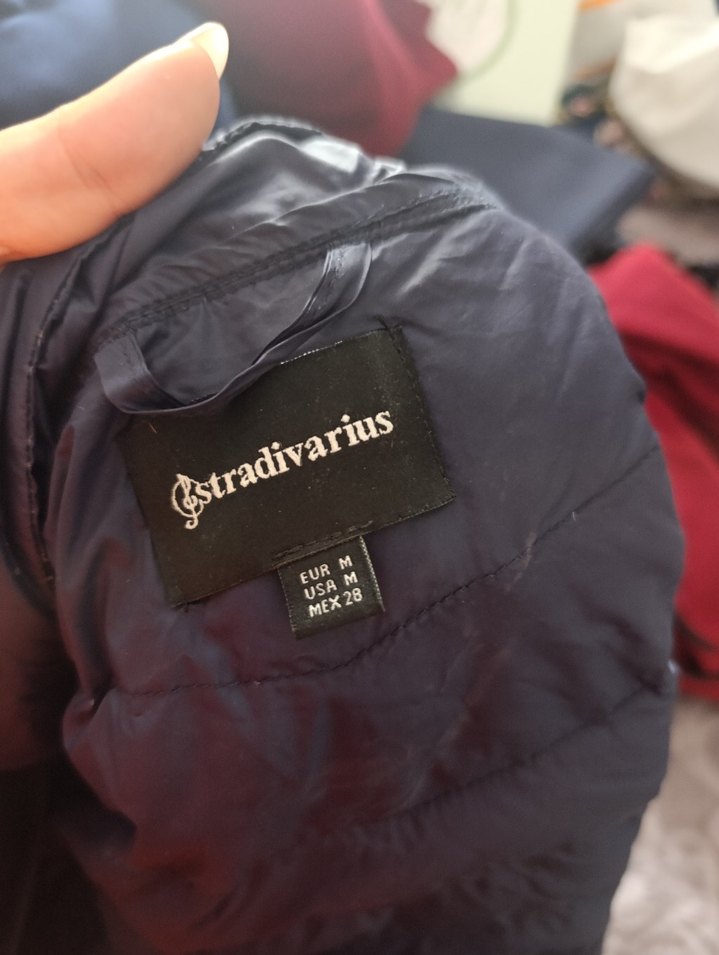 stradivarius
EUR M
USA M
MEX 28